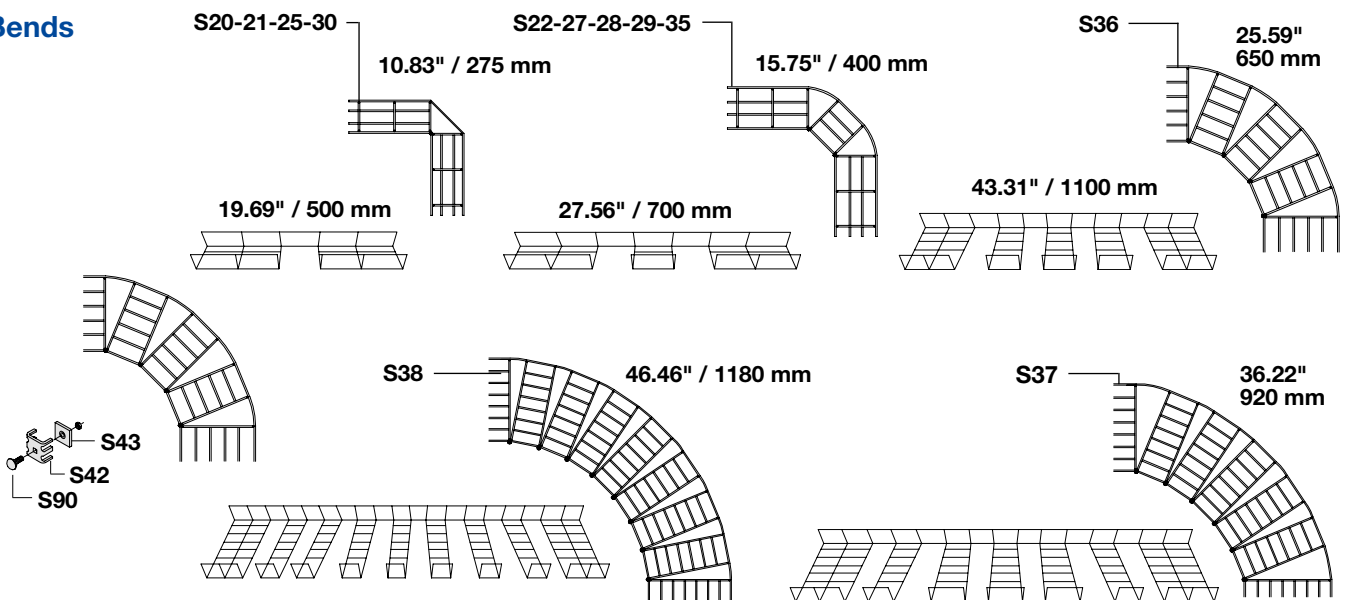 Bends
S20-21-25-30
10.83" / 275 mm
19.69" / 500 mm
S22-27-28-29-35
15.75" / 400 mm
27.56" / 700 mm
S36
25.59"
650 mm
43.31" / 1100 mm
S43
S42
S90
S38
46.46" / 1180 mm
S37
36.22"
920 mm